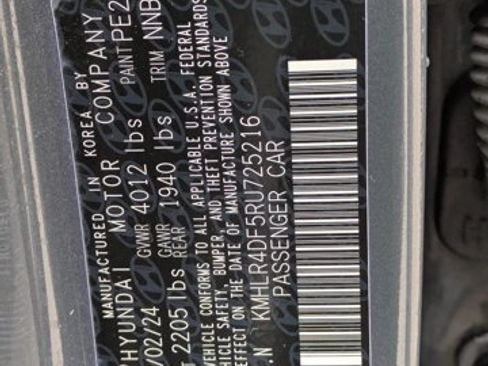 MANUFACTURED IN KOREA BY
HYUNDAI MOTOR COMPANY
/02/24 GVWR 4012 lbs PAINT PE2
2205 lbs GAWR REAR 1940 lbs TRIM NNB
VEHICLE CONFORMS TO ALL APPLICABLE U.S.A. FEDERAL
VEHICLE SAFETY, BUMPER, AND THEFT PREVENTION STANDARDS
EFFECT ON THE DATE OF MANUFACTURE SHOWN ABOVE
.N KMHLR4DF5RU725216
PASSENGER CAR